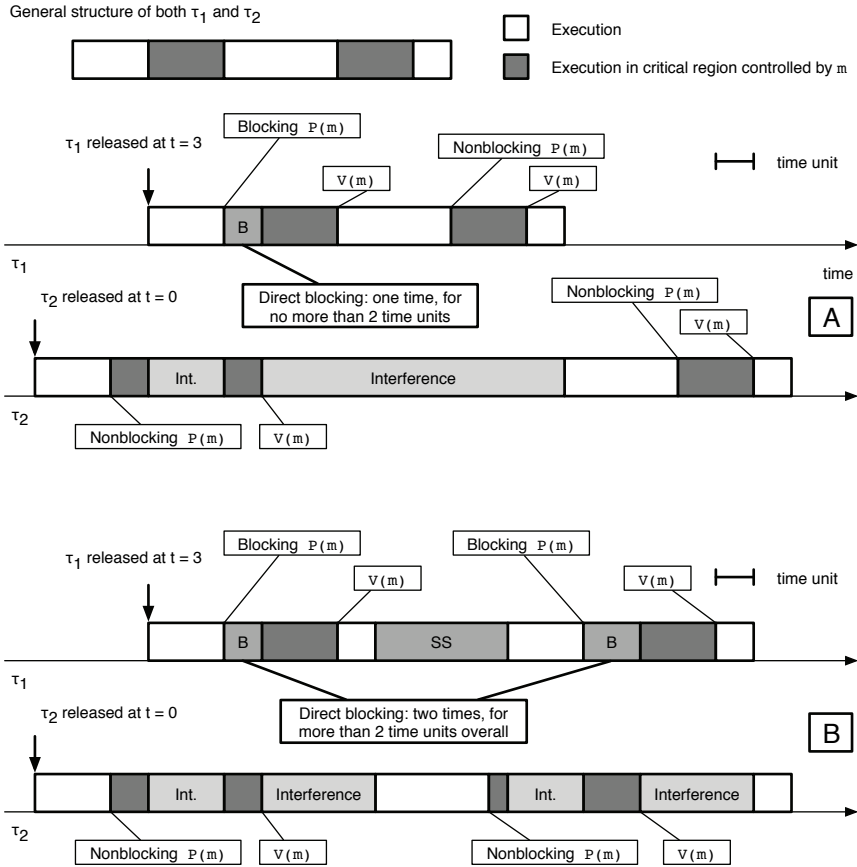 General structure of both τ1 and τ2
Execution
Execution in critical region controlled by m
Blocking P(m)
τ1 released at t = 3
Nonblocking P(m)
time unit
V(m)
V(m)
B
τ1
time
Direct blocking: one time, for
no more than 2 time units
τ2 released at t = 0
Nonblocking P(m)
A
V(m)
Int.
Interference
τ2
Nonblocking P(m)
V(m)
Blocking P(m)
Blocking P(m)
τ1 released at t = 3
V(m)
V(m)
time unit
B
SS
B
τ1
Direct blocking: two times, for
more than 2 time units overall
τ2 released at t = 0
B
Int.
Interference
Int.
Interference
τ2
Nonblocking P(m)
V(m)
Nonblocking P(m)
V(m)